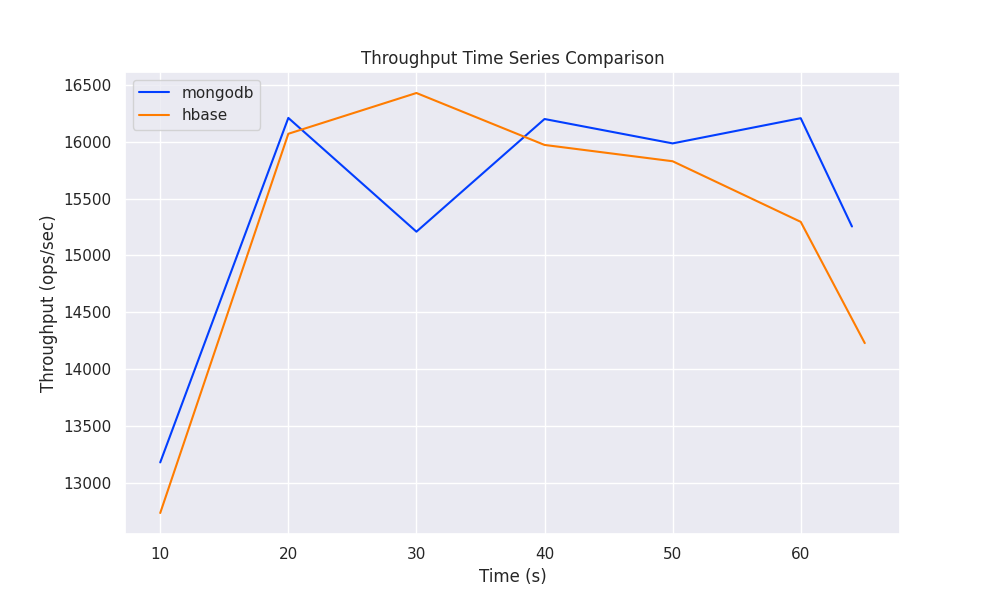 Throughput Time Series Comparison
mongodb
hbase
Throughput (ops/sec)
16500
16000
15500
15000
14500
14000
13500
13000
10 20 30 40 50 60
Time (s)